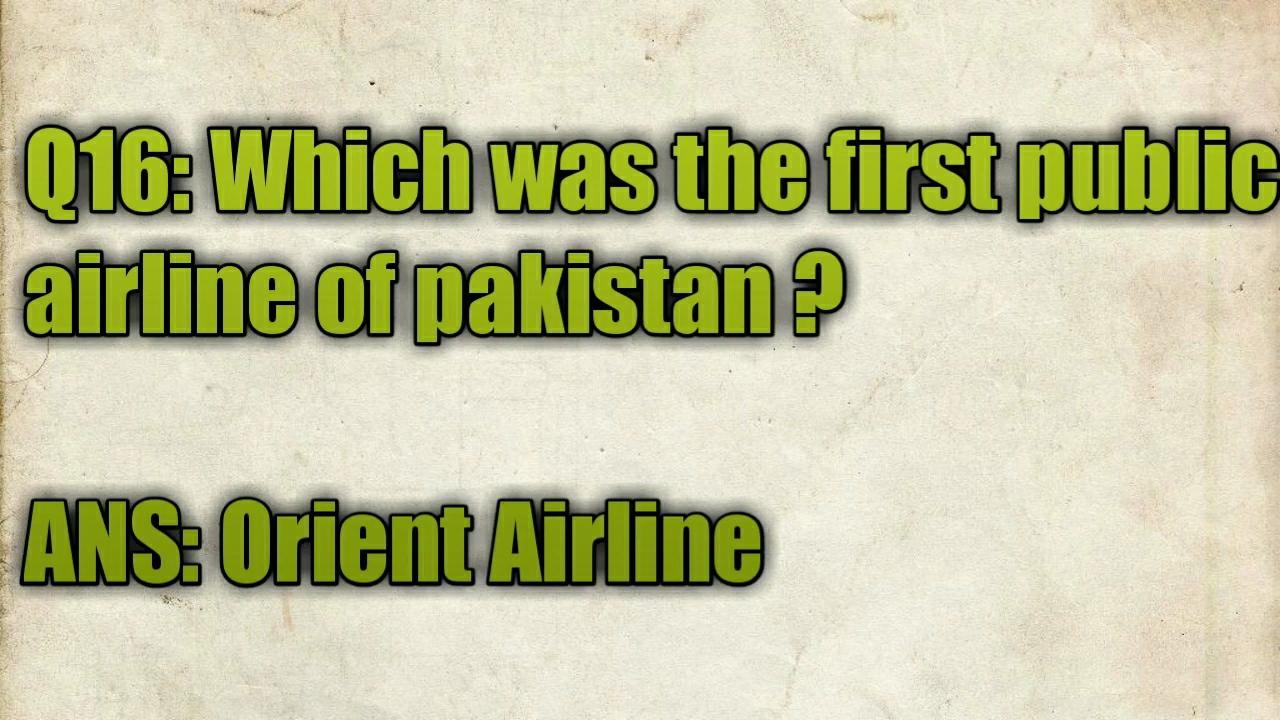 Q16: Which was the first public
airline of pakistan ?
ANS: Orient Airline